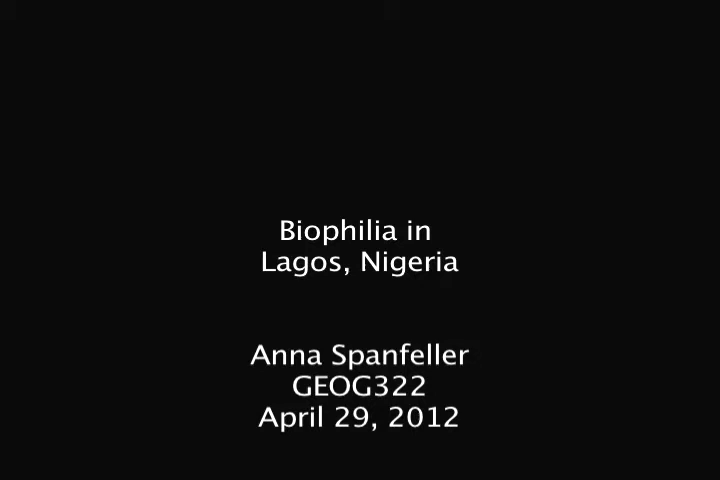 Biophilia in
Lagos, Nigeria
Anna Spanfeller
GEOG322
April 29, 2012